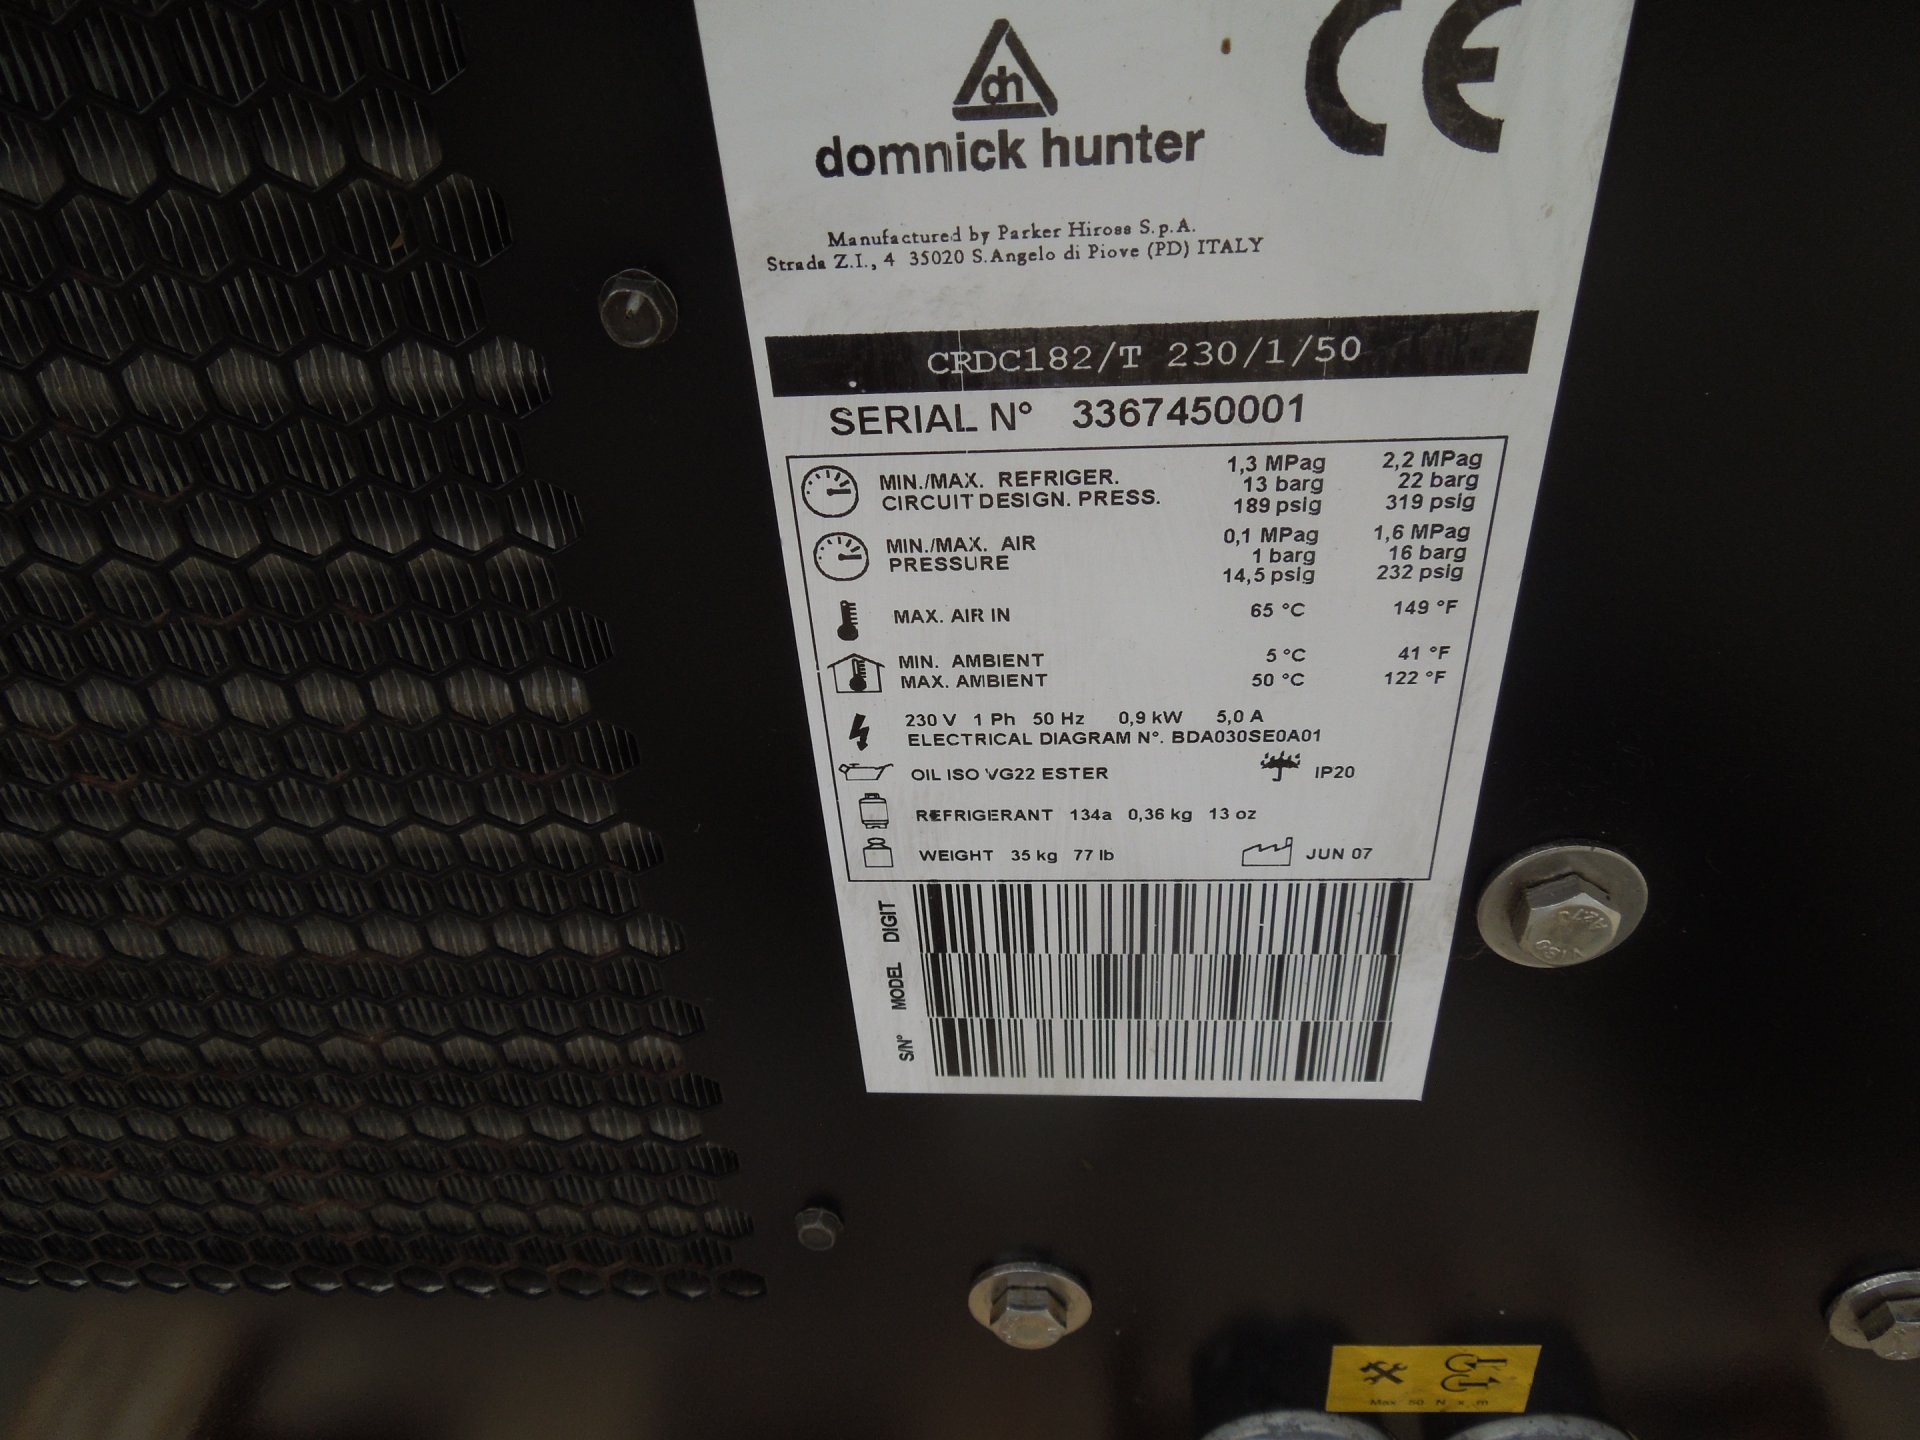 dh
CE
domnick hunter
Manufactured by Parker Hiross S.p.A.
Strada Z.I., 4 35020 S.Angelo di Piove (PD) ITALY
CRDC182/T 230/1/50
SERIAL N° 3367450001
MIN./MAX. REFRIGER. 1,3 MPag 2,2 MPag
CIRCUIT DESIGN. PRESS. 13 barg 22 barg
189 psig 319 psig
MIN./MAX. AIR 0,1 MPag 1,6 MPag
PRESSURE 1 barg 16 barg
14,5 psig 232 psig
MAX. AIR IN 65 °C 149 °F
MIN. AMBIENT 5 °C 41 °F
MAX. AMBIENT 50 °C 122 °F
230 V 1 Ph 50 Hz 0,9 kW 5,0 A
ELECTRICAL DIAGRAM N°. BDA030SE0A01
OIL ISO VG22 ESTER IP20
REFRIGERANT 134a 0,36 kg 13 oz
WEIGHT 35 kg 77 lb JUN 07
DIGIT
MODEL
S/N°
Max 50 N x m